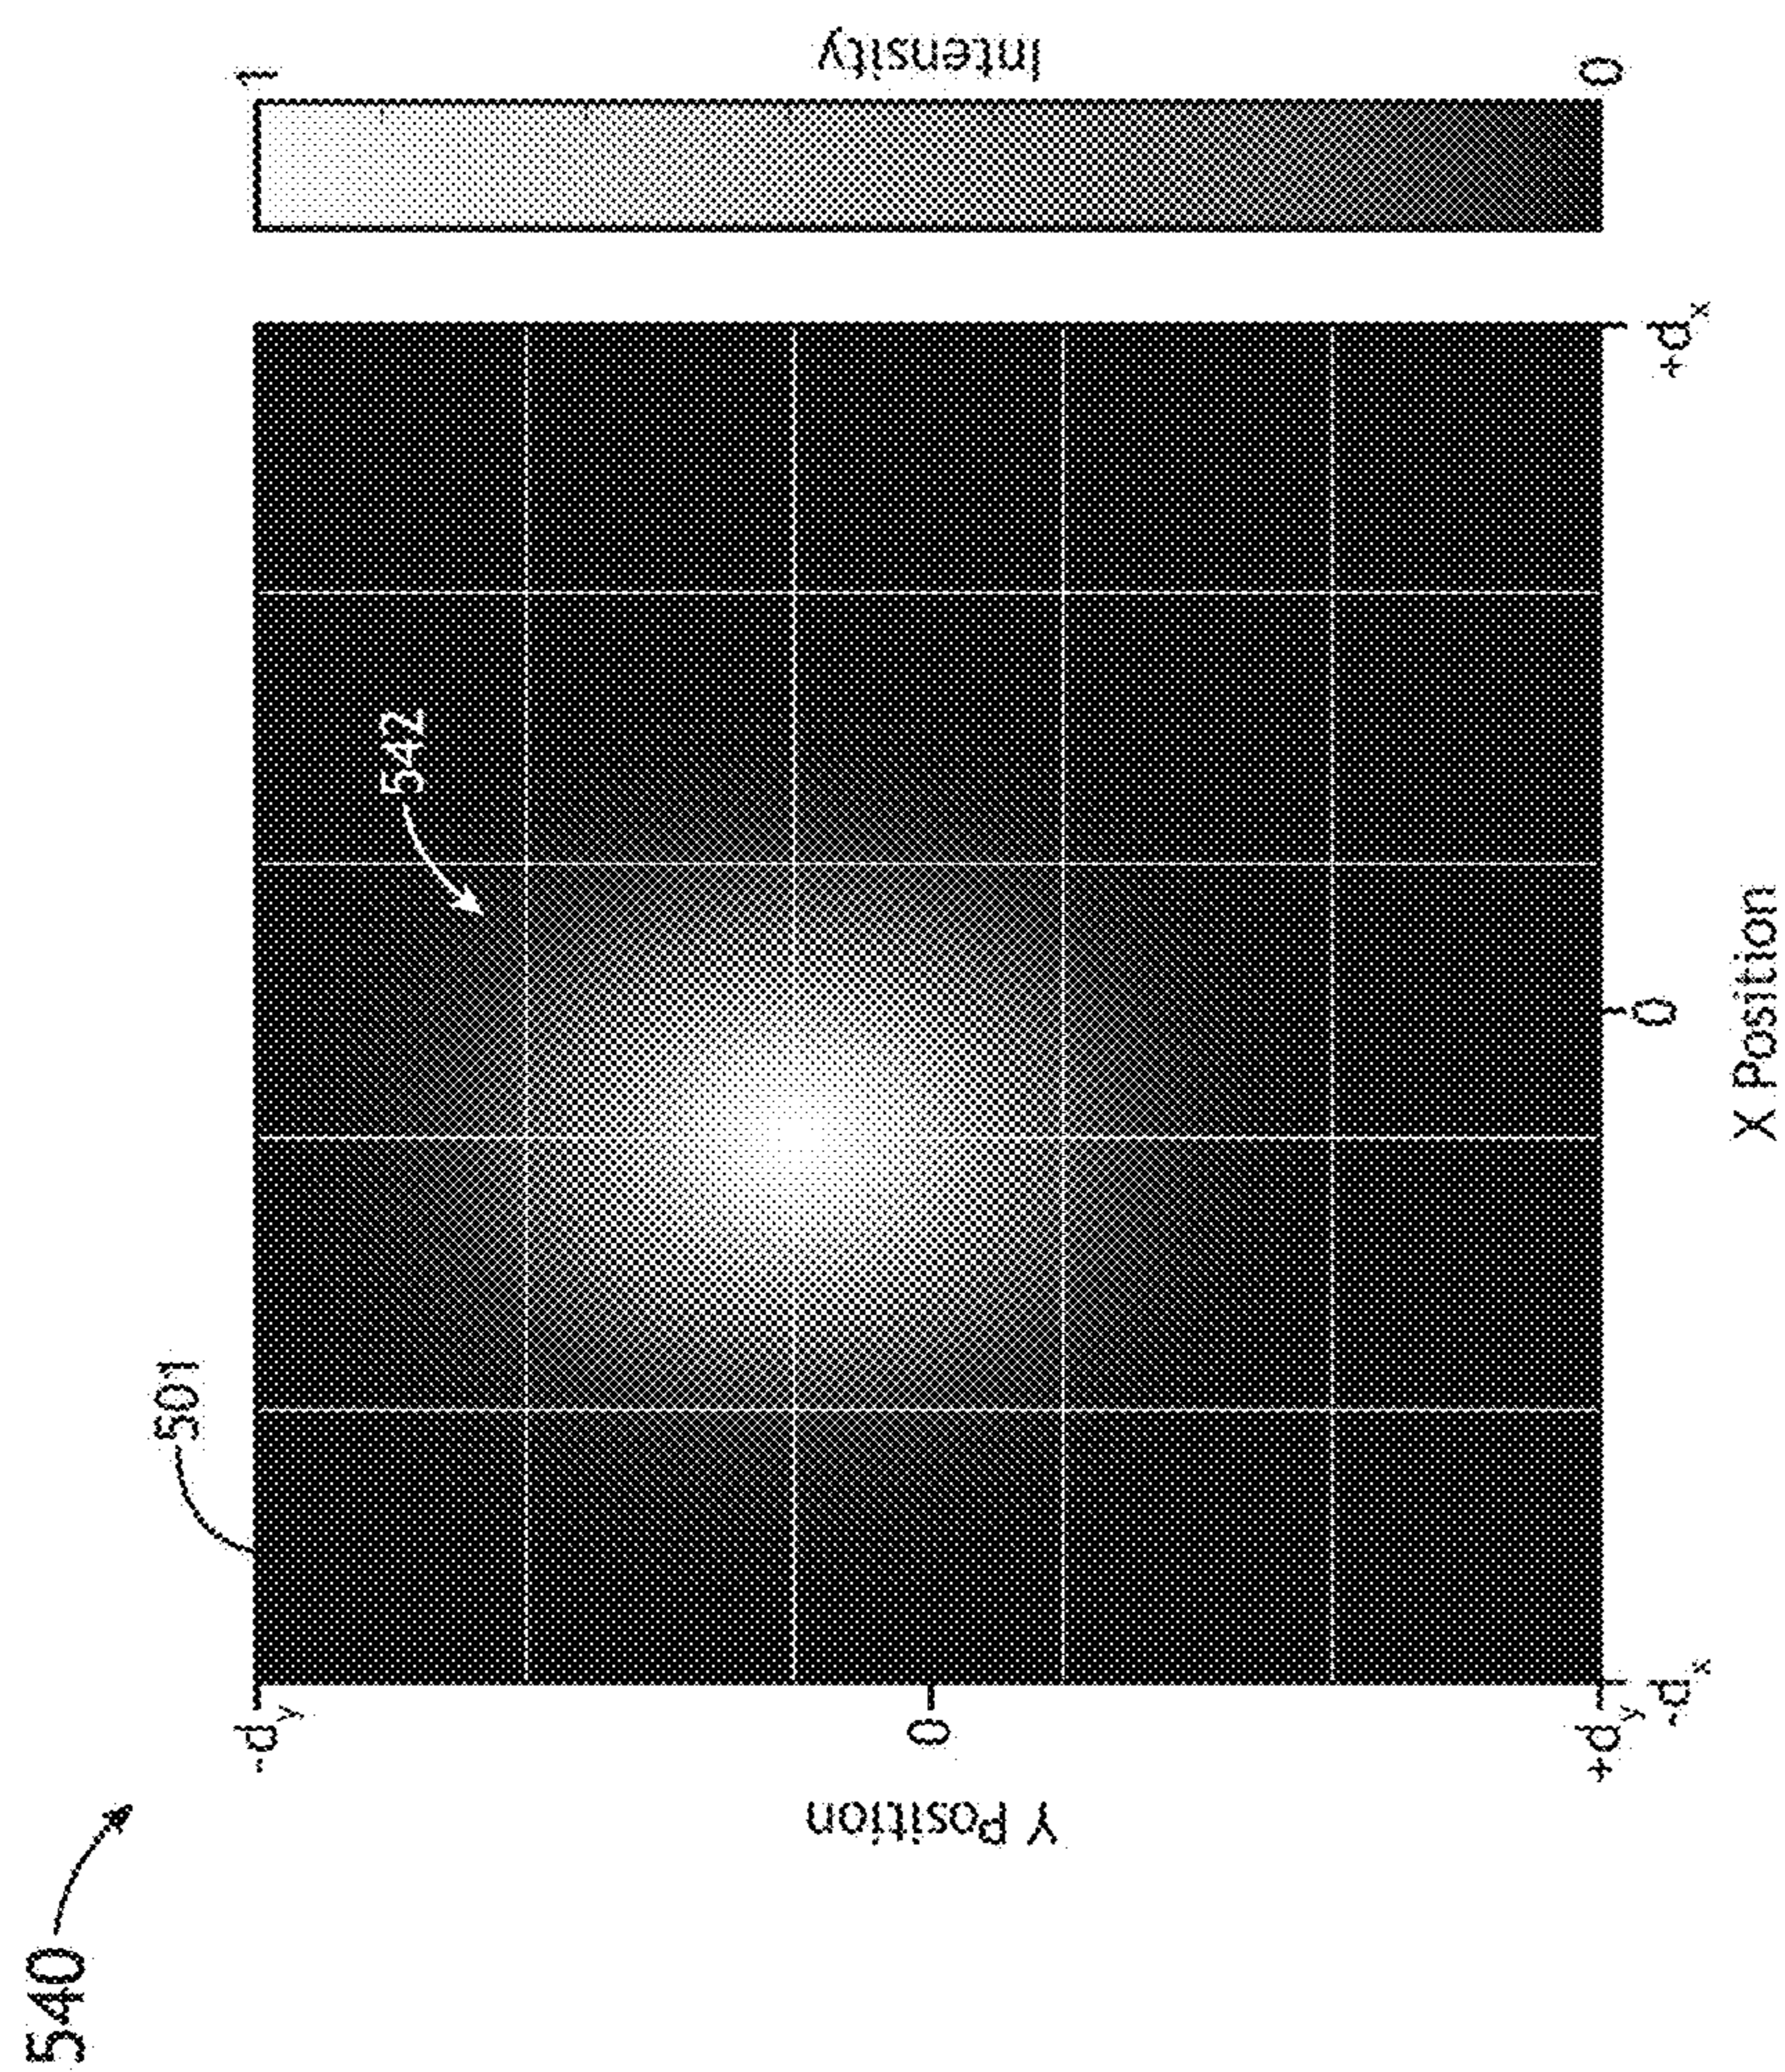 540
501
542
-dy
0
+dy
Y Position
-dx
0
+dx
X Position
1
Intensity
0